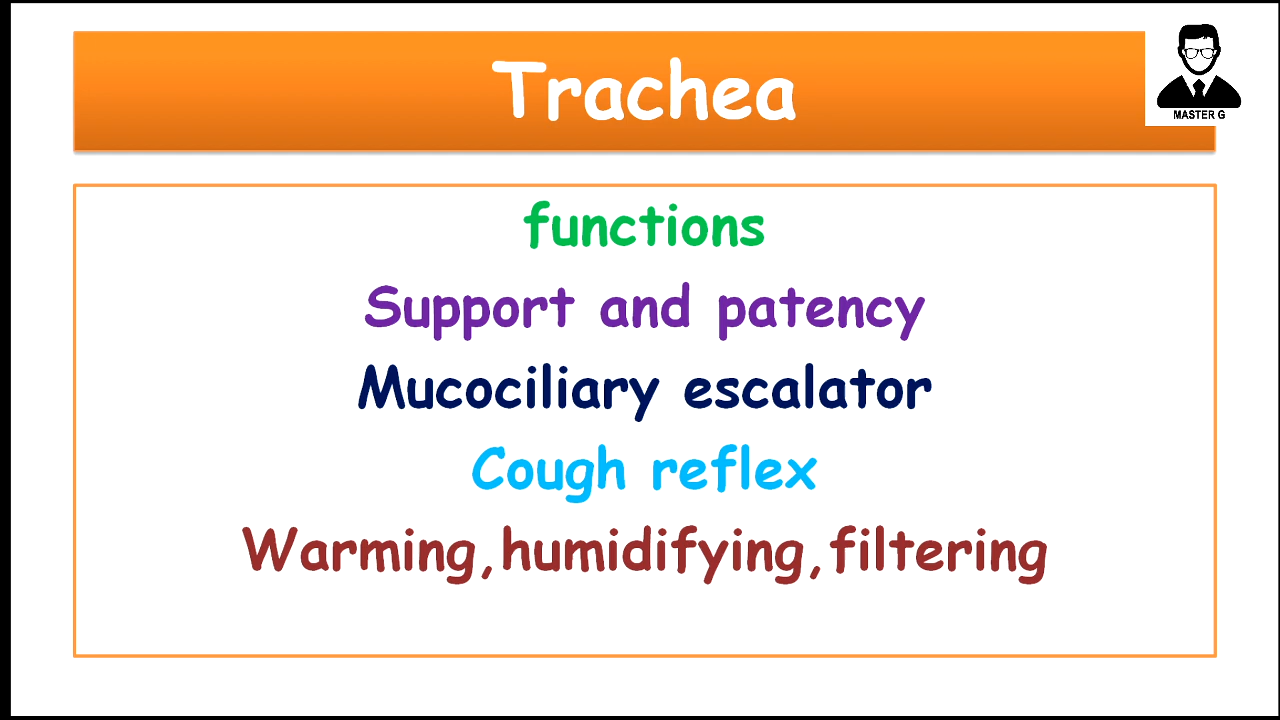 Trachea
MASTER G
functions
Support and patency
Mucociliary escalator
Cough reflex
Warming,humidifying,filtering